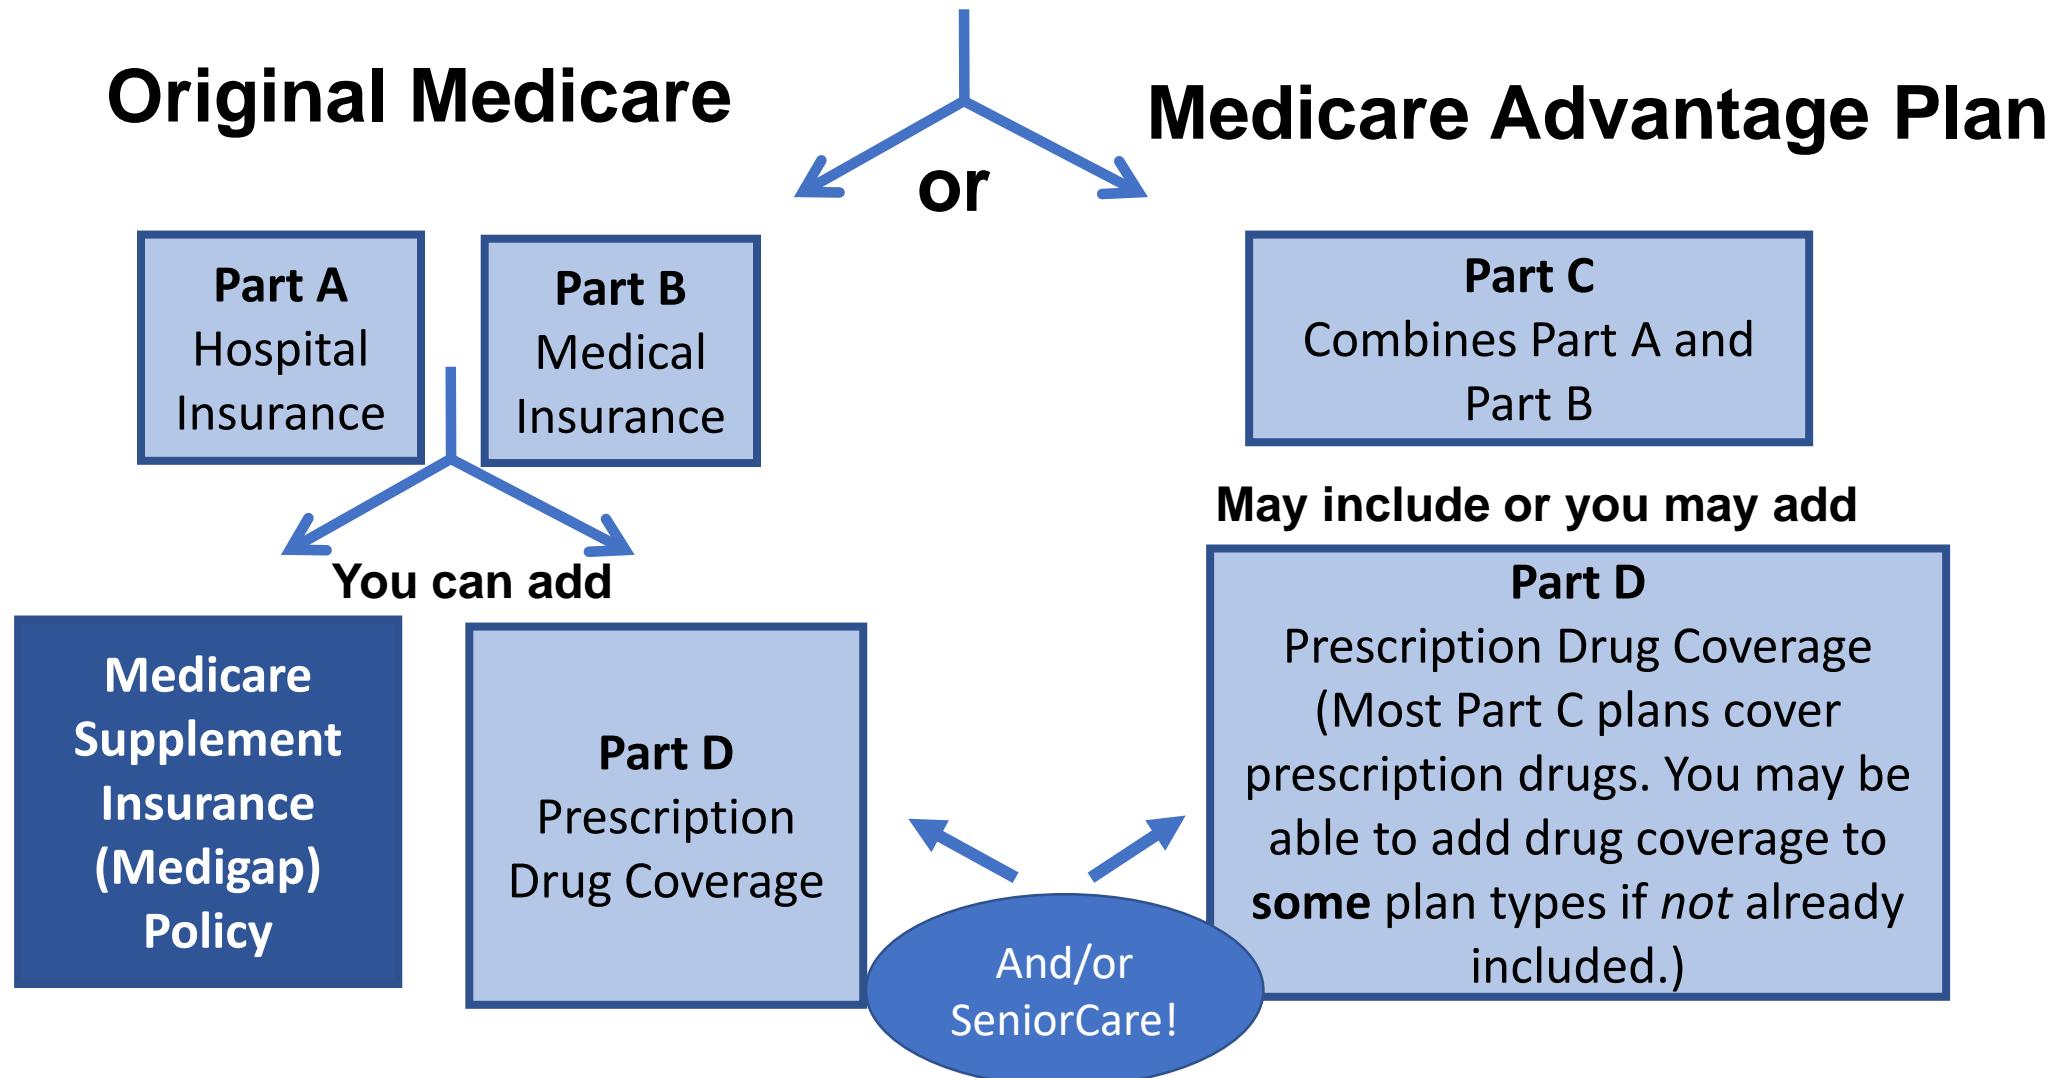 Original Medicare
or
Medicare Advantage Plan
Part A
Hospital
Insurance
Part B
Medical
Insurance
You can add
Medicare
Supplement
Insurance
(Medigap)
Policy
Part D
Prescription
Drug Coverage
Part C
Combines Part A and
Part B
May include or you may add
Part D
Prescription Drug Coverage
(Most Part C plans cover
prescription drugs. You may be
able to add drug coverage to
some plan types if not already
included.)
And/or
SeniorCare!